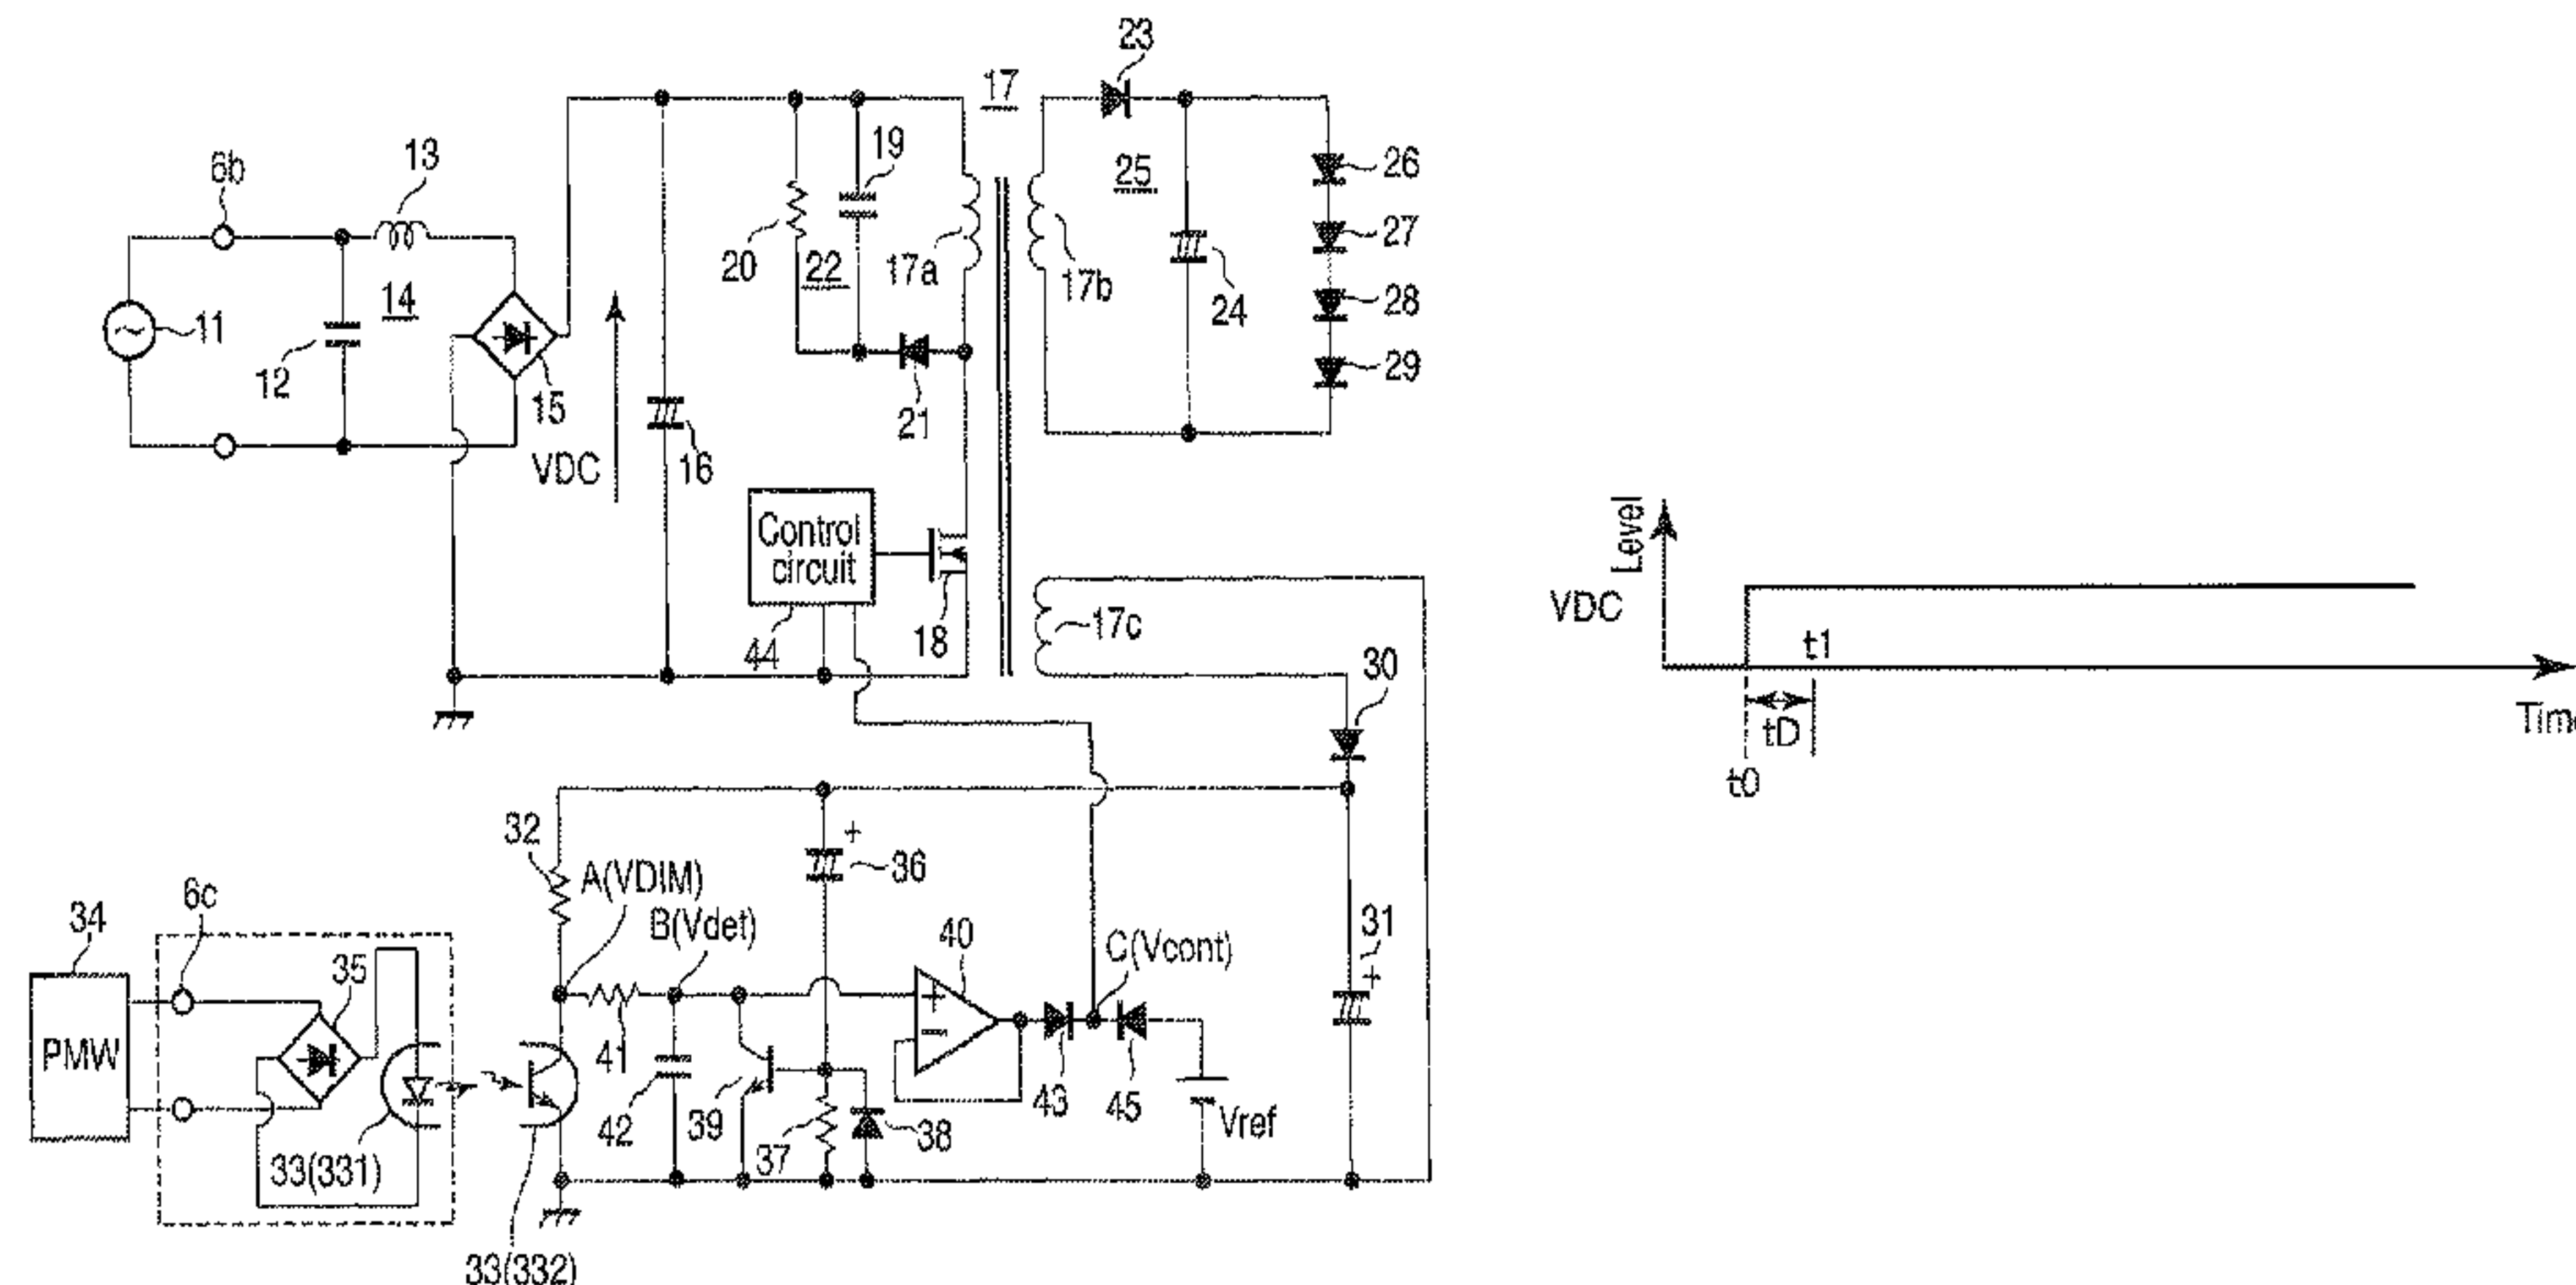 23
17
13
19
26
6b
25
27
20
22
17a
17b
24
28
14
11
12
15
21
29
VDC
16
Control
circuit
18
17c
44
30
32
A(VDIM)
36
6c
34
B(Vdet)
40
C(Vcont)
31
35
+
+
PMW
+
41
42
39
37
38
43
45
Vref
33(331)
33(332)
Level
VDC
t1
tD
t0